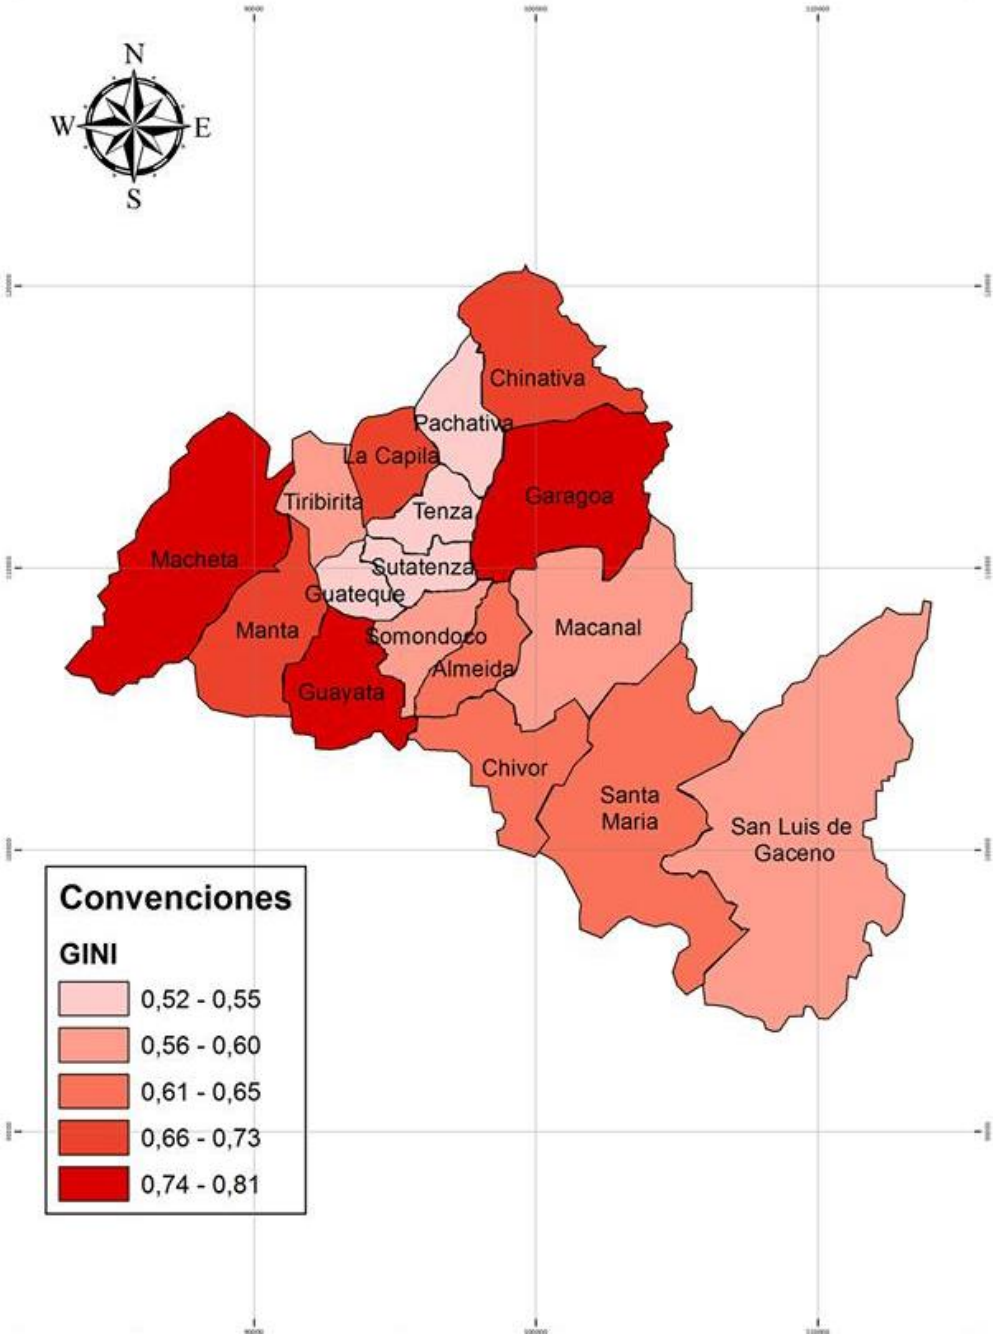 N
W E
S
Chinativa
Pachativa
La Capila
Garagoa
Tiribirita
Tenza
Macheta
Sutatenza
Guateque
Manta
Somondoco
Macanal
Almeida
Guayata
Chivor
Santa
Maria
San Luis de
Gaceno
Convenciones
GINI
0,52 - 0,55
0,56 - 0,60
0,61 - 0,65
0,66 - 0,73
0,74 - 0,81